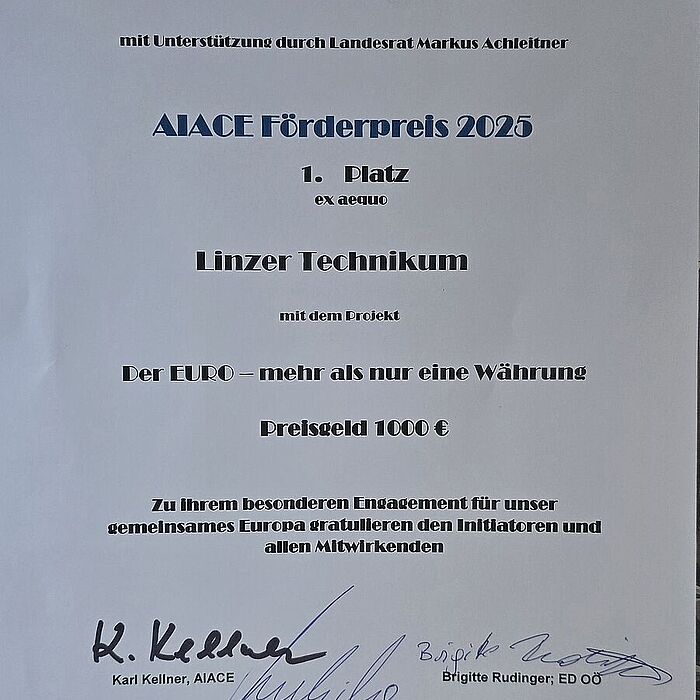 mit Unterstützung durch Landesrat Markus Achleitner
AIACE Förderpreis 2025
1. Platz
ex aequo
Linzer Technikum
mit dem Projekt
Der EURO – mehr als nur eine Währung
Preisgeld 1000 €
Zu Ihrem besonderen Engagement für unser
gemeinsames Europa gratulieren den Initiatoren und
allen Mitwirkenden
K. Kellner
Brigitte
Karl Kellner, AIACE
Brigitte Rudinger; ED OÖ